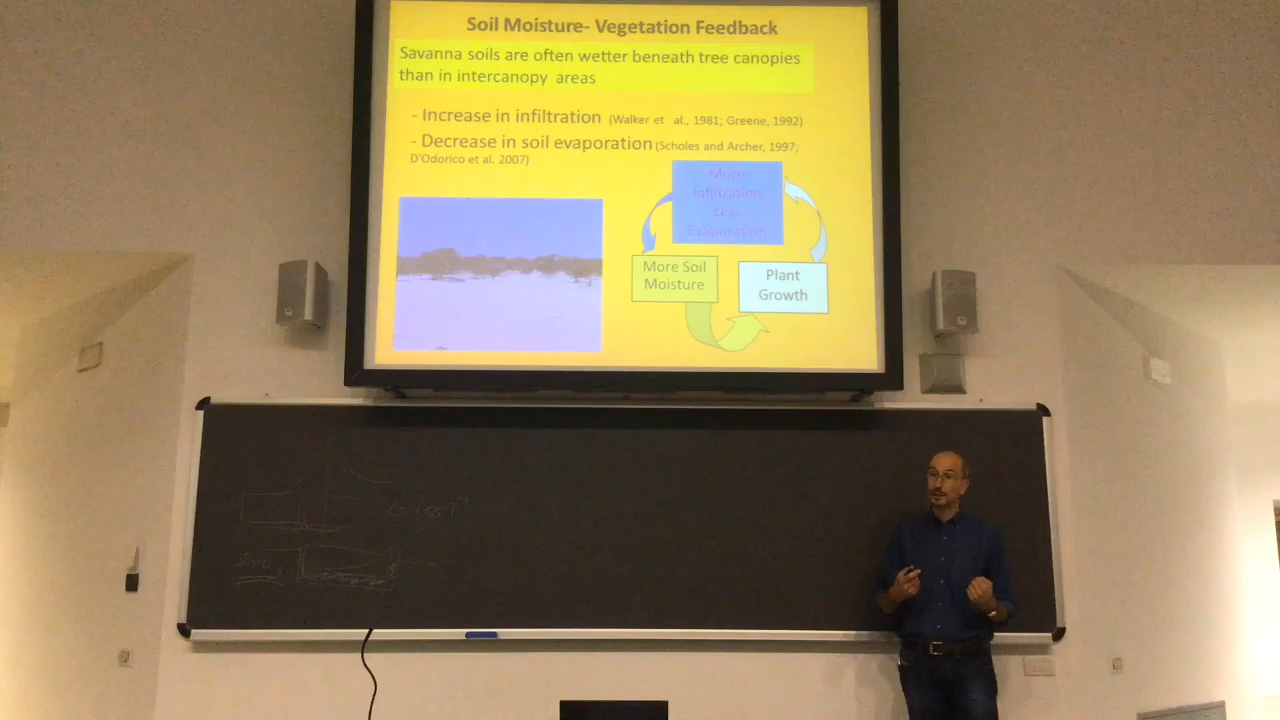 Soil Moisture- Vegetation Feedback
Savanna soils are often wetter beneath tree canopies
than in intercanopy areas
- Increase in infiltration (Walker et al., 1981; Greene, 1992)
- Decrease in soil evaporation (Scholes and Archer, 1997;
D'Odorico et al. 2007)
More
Infiltration
Less
Evaporation
More Soil
Moisture
Plant
Growth